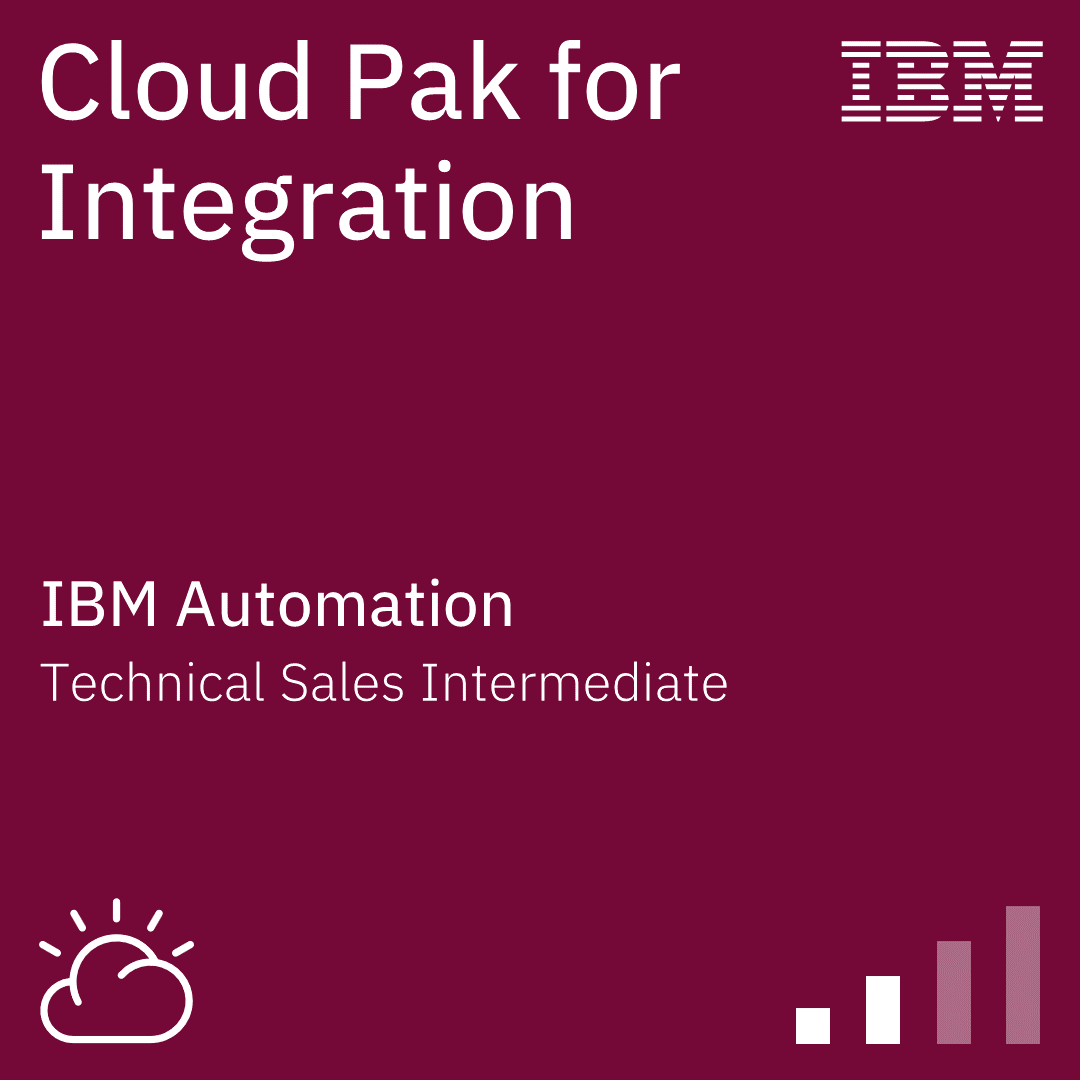 Cloud Pak for
Integration
IBM
IBM Automation
Technical Sales Intermediate